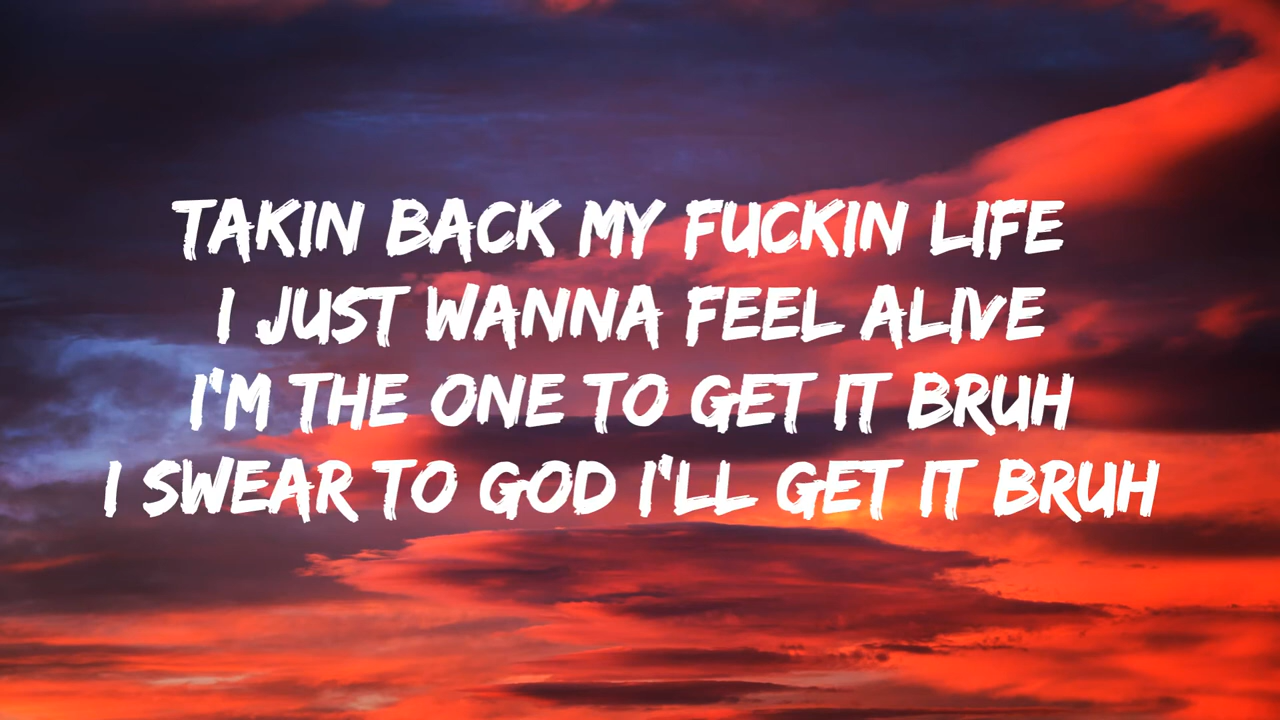 TAKIN BACK MY FUCKIN LIFE
I JUST WANNA FEEL ALIVE
I'M THE ONE TO GET IT BRUH
I SWEAR TO GOD I'LL GET IT BRUH